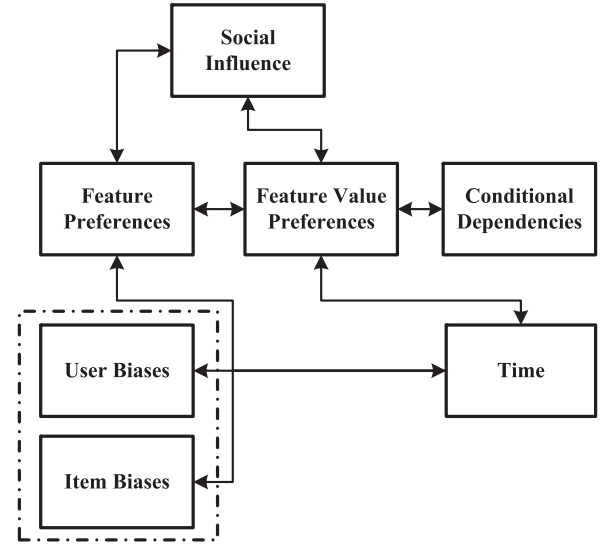 Social
Influence
Feature
Preferences
Feature Value
Preferences
Conditional
Dependencies
User Biases
Time
Item Biases